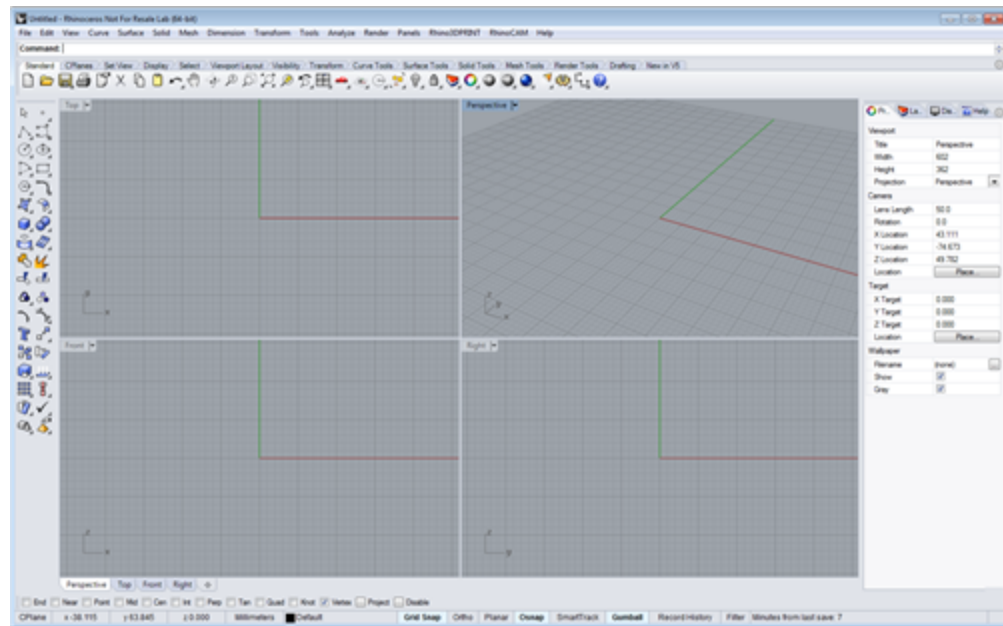 Untitled - Rhinoceros Not For Resale Lab (64-bit)
File Edit View Curve Surface Solid Mesh Dimension Transform Tools Analyze Render Panels Rhino3DPRINT RhinoCAM Help
Command:
Standard CPlanes Set View Display Select Viewport Layout Visibility Transform Curve Tools Surface Tools Solid Tools Mesh Tools Render Tools Drafting New in V5
Top
Perspective
Pr.. La.. Dis.. Help
Viewport
Title Perspective
Width 602
Height 362
Projection Perspective
Camera
Lens Length 50.0
Rotation 0.0
X Location 43.111
Y Location -74.673
Z Location 49.782
Location Place...
Target
X Target 0.000
Y Target 0.000
Z Target 0.000
Location Place...
Wallpaper
Filename (none)
Show
Gray
y
x
z
y
x
Front
Right
z
x
z
y
Perspective Top Front Right
End Near Point Mid Cen Int Perp Tan Quad Knot Vertex Project Disable
CPlane x -38.115 y -53.845 z 0.000 Millimeters Default Grid Snap Ortho Planar Osnap SmartTrack Gumball Record History Filter Minutes from last save: 7